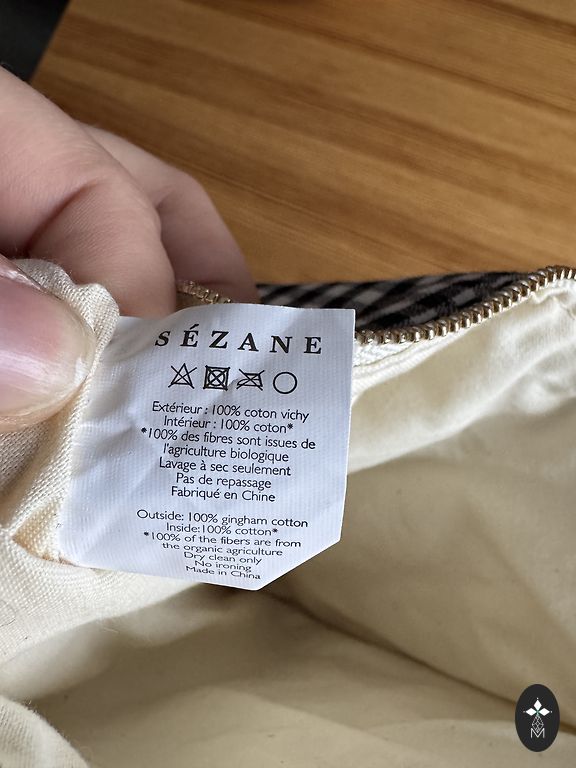 SÉZANE
Extérieur : 100% coton vichy
Intérieur : 100% coton*
*100% des fibres sont issues de
l'agriculture biologique
Lavage à sec seulement
Pas de repassage
Fabriqué en Chine
Outside: 100% gingham cotton
Inside:100% cotton*
*100% of the fibers are from
the organic agriculture
Dry clean only
No ironing
Made in China
M